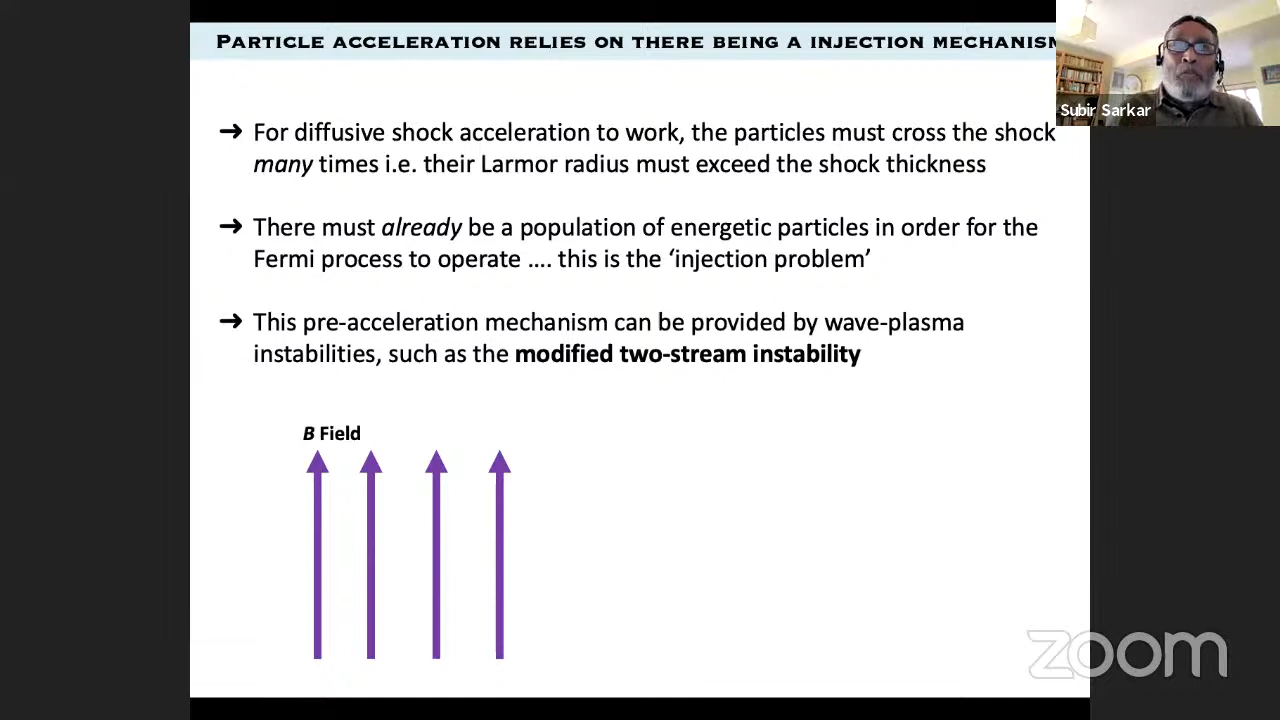 PARTICLE ACCELERATION RELIES ON THERE BEING A INJECTION MECHANISM
Subir Sarkar
➔ For diffusive shock acceleration to work, the particles must cross the shock
many times i.e. their Larmor radius must exceed the shock thickness
➔ There must already be a population of energetic particles in order for the
Fermi process to operate .... this is the ‘injection problem’
➔ This pre-acceleration mechanism can be provided by wave-plasma
instabilities, such as the modified two-stream instability
B Field
zoom